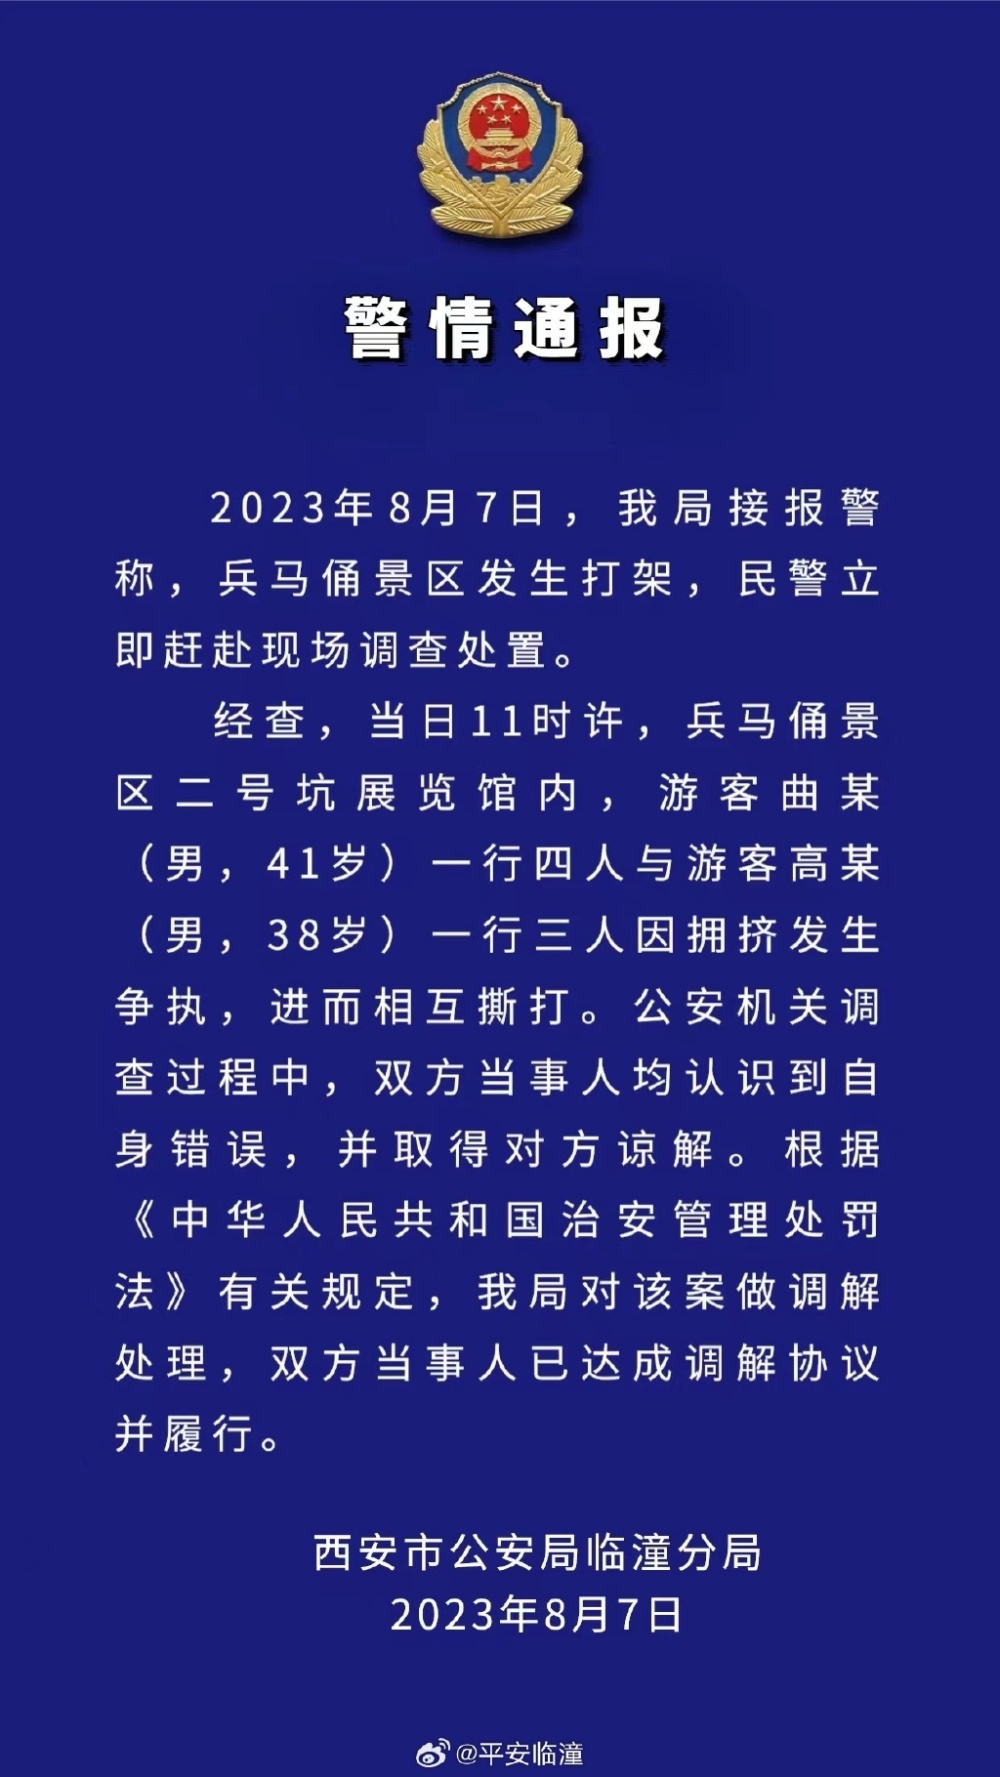 警情通报
2023年8月7日，我局接报警
称，兵马俑景区发生打架，民警立
即赶赴现场调查处置。
经查，当日11时许，兵马俑景
区二号坑展览馆内，游客曲某
（男，41岁）一行四人与游客高某
（男，38岁）一行三人因拥挤发生
争执，进而相互撕打。公安机关调
查过程中，双方当事人均认识到自
身错误，并取得对方谅解。根据
《中华人民共和国治安管理处罚
法》有关规定，我局对该案做调解
处理，双方当事人已达成调解协议
并履行。
西安市公安局临潼分局
2023年8月7日
@平安临潼